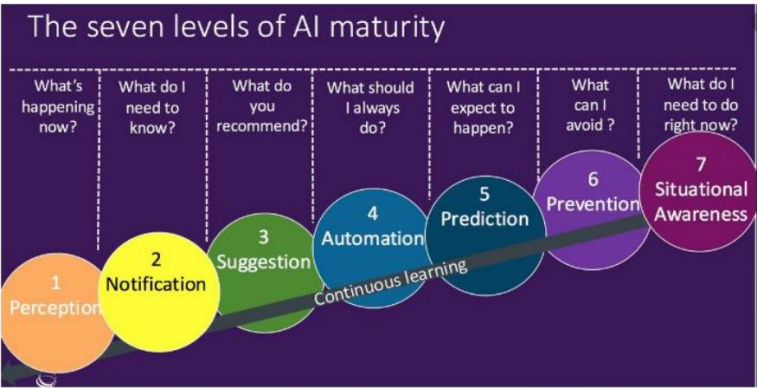 The seven levels of AI maturity
What's
happening
now?
What do I
need to
know?
What do
you
recommend?
What should
I always
do?
What can I
expect to
happen?
What
can I
avoid ?
What do I
need to do
right now?
1
Perception
2
Notification
3
Suggestion
4
Automation
5
Prediction
6
Prevention
7
Situational
Awareness
Continuous learning